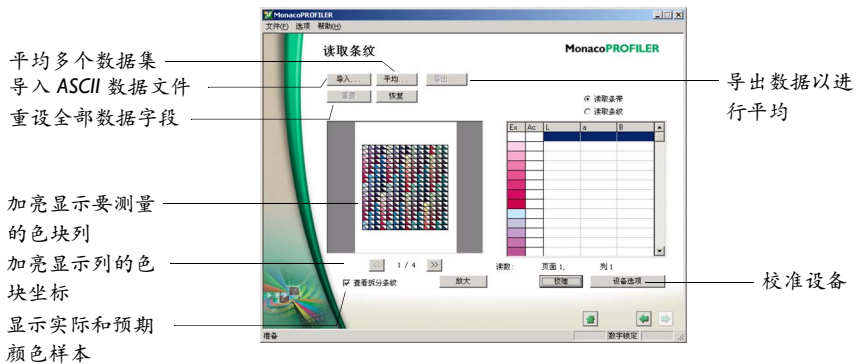 平均多个数据集
导入 ASCII 数据文件
重设全部数据字段
加亮显示要测量
的色块列
加亮显示列的色
块坐标
显示实际和预期
颜色样本
MonacoPROFILER
文件(F) 选项 帮助(H)
读取条纹
MonacoPROFILER
导入... 平均... 导出
重置 恢复
读取条带
读取条纹
Ex Ac L a B
1 / 4
读数: 页面 1, 列 1
查看拆分条纹 放大 校准 设备选项
准备 数字锁定
导出数据以进
行平均
校准设备